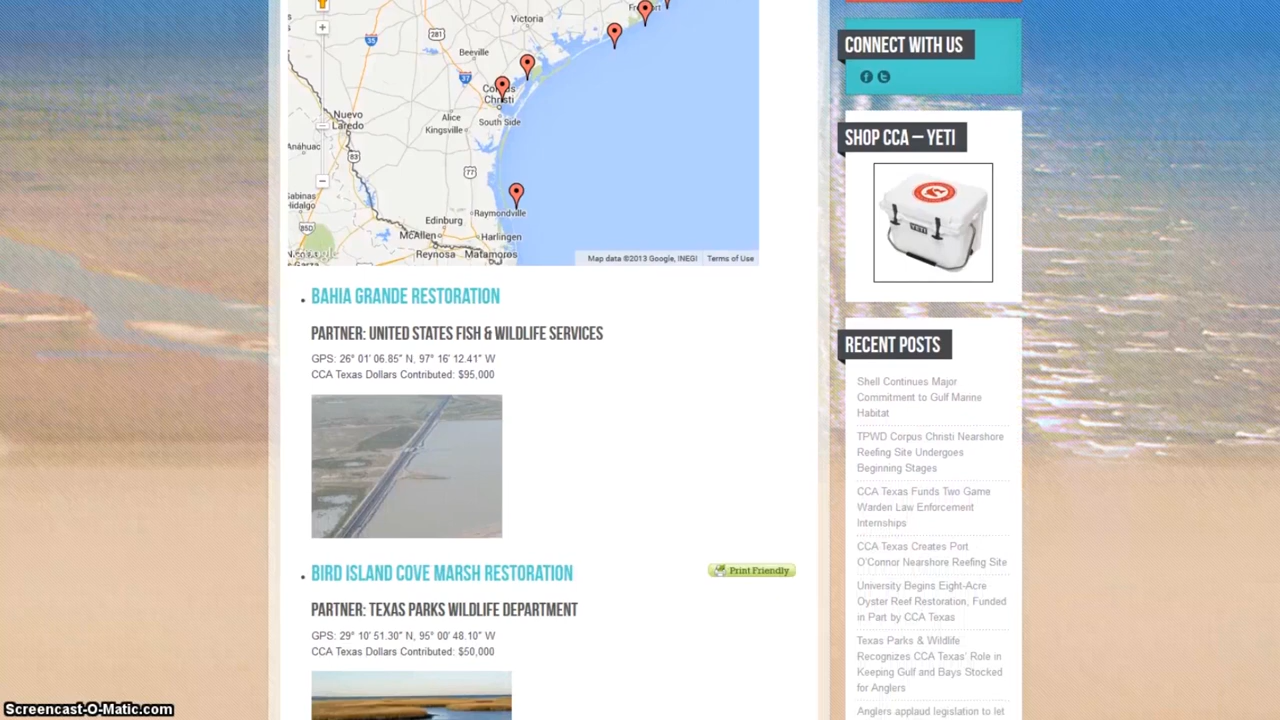 Victoria
281
35
Beeville
37
Christi
Nuevo
Laredo
Alice
South Side
Kingsville
Anáhuac
83
77
Sabinas
Hidalgo
Raymondville
85D
Edinburg
McAllen
Harlingen
Reynosa
Matamoros
Map data ©2013 Google, INEGI
Terms of Use
BAHIA GRANDE RESTORATION
PARTNER: UNITED STATES FISH & WILDLIFE SERVICES
GPS: 26° 01' 06.85" N, 97° 16' 12.41" W
CCA Texas Dollars Contributed: $95,000
BIRD ISLAND COVE MARSH RESTORATION
Print Friendly
PARTNER: TEXAS PARKS WILDLIFE DEPARTMENT
GPS: 29° 10' 51.30" N, 95° 00' 48.10" W
CCA Texas Dollars Contributed: $50,000
CONNECT WITH US
SHOP CCA – YETI
YETI
RECENT POSTS
Shell Continues Major
Commitment to Gulf Marine
Habitat
TPWD Corpus Christi Nearshore
Reefing Site Undergoes
Beginning Stages
CCA Texas Funds Two Game
Warden Law Enforcement
Internships
CCA Texas Creates Port
O'Connor Nearshore Reefing Site
University Begins Eight-Acre
Oyster Reef Restoration, Funded
in Part by CCA Texas
Texas Parks & Wildlife
Recognizes CCA Texas' Role in
Keeping Gulf and Bays Stocked
for Anglers
Anglers applaud legislation to let
Screencast-O-Matic.com